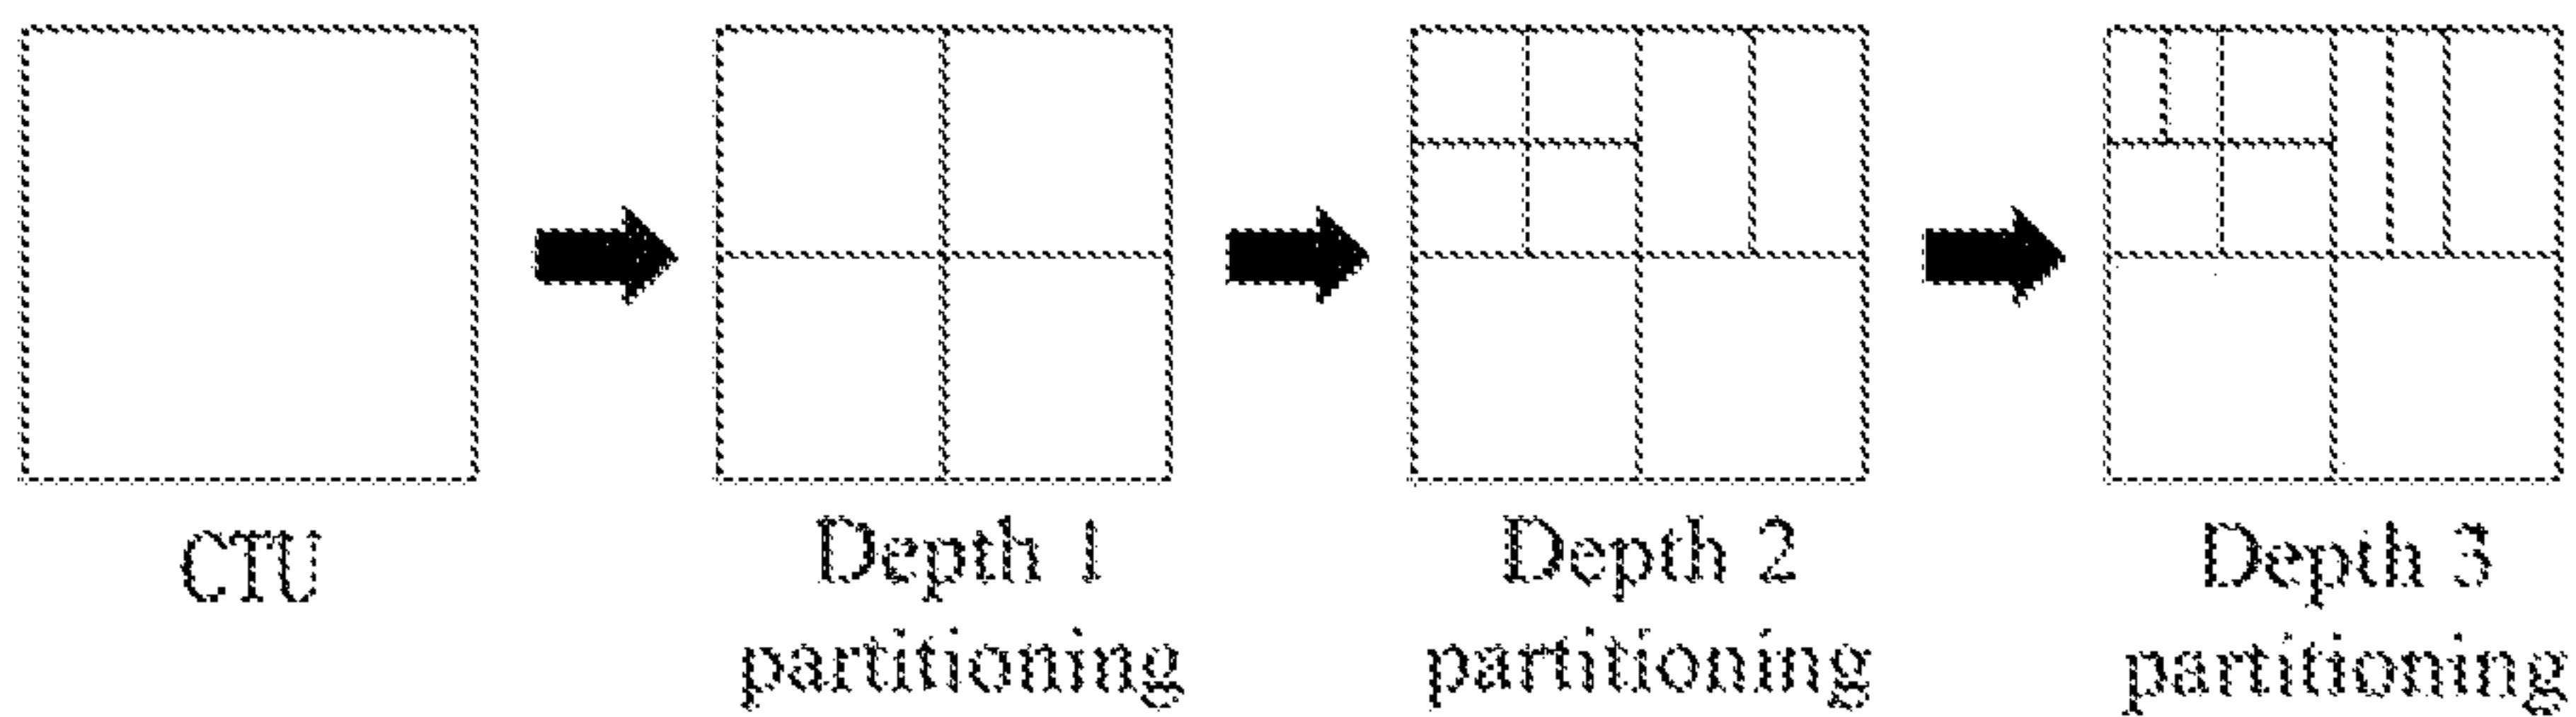 CTU
Depth 1
partitioning
Depth 2
partitioning
Depth 3
partitioning